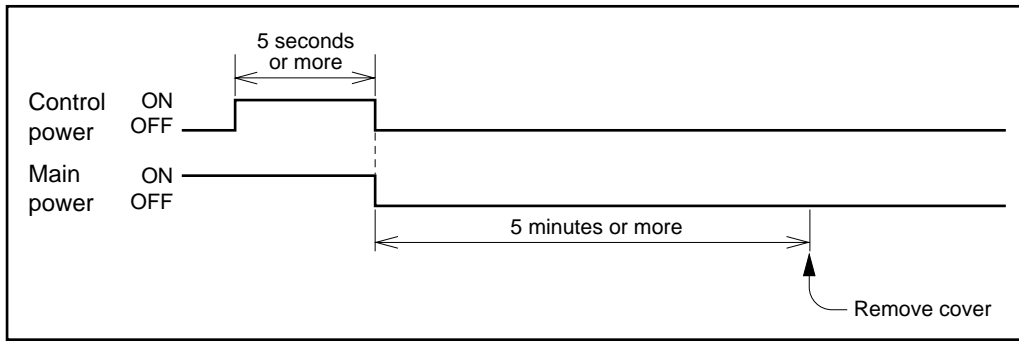 5 seconds
or more
Control
power
ON
OFF
Main
power
ON
OFF
5 minutes or more
Remove cover